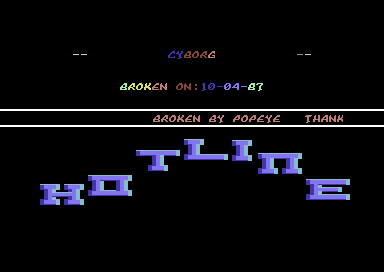 -- CYBORG --
BROKEN ON:10-04-87
BROKEN BY POPEYE THANK
HOTLINE